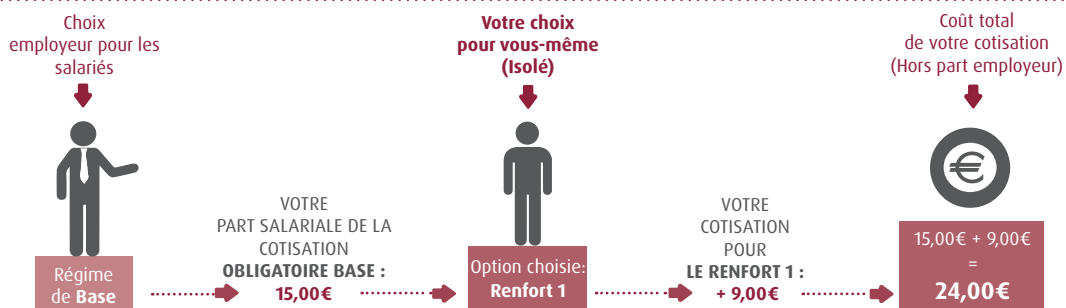 Choix
employeur pour les
salariés
Régime
de Base
VOTRE
PART SALARIALE DE LA
COTISATION
OBLIGATOIRE BASE :
15,00€
Votre choix
pour vous-même
(Isolé)
Option choisie:
Renfort 1
VOTRE
COTISATION
POUR
LE RENFORT 1 :
+ 9,00€
Coût total
de votre cotisation
(Hors part employeur)
€
15,00€ + 9,00€
=
24,00€